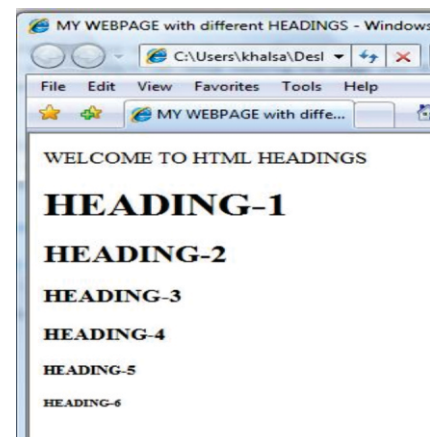 MY WEBPAGE with different HEADINGS - Windows
C:\Users\khalsa\Desl
File Edit View Favorites Tools Help
MY WEBPAGE with diffe...
WELCOME TO HTML HEADINGS
HEADING-1
HEADING-2
HEADING-3
HEADING-4
HEADING-5
HEADING-6